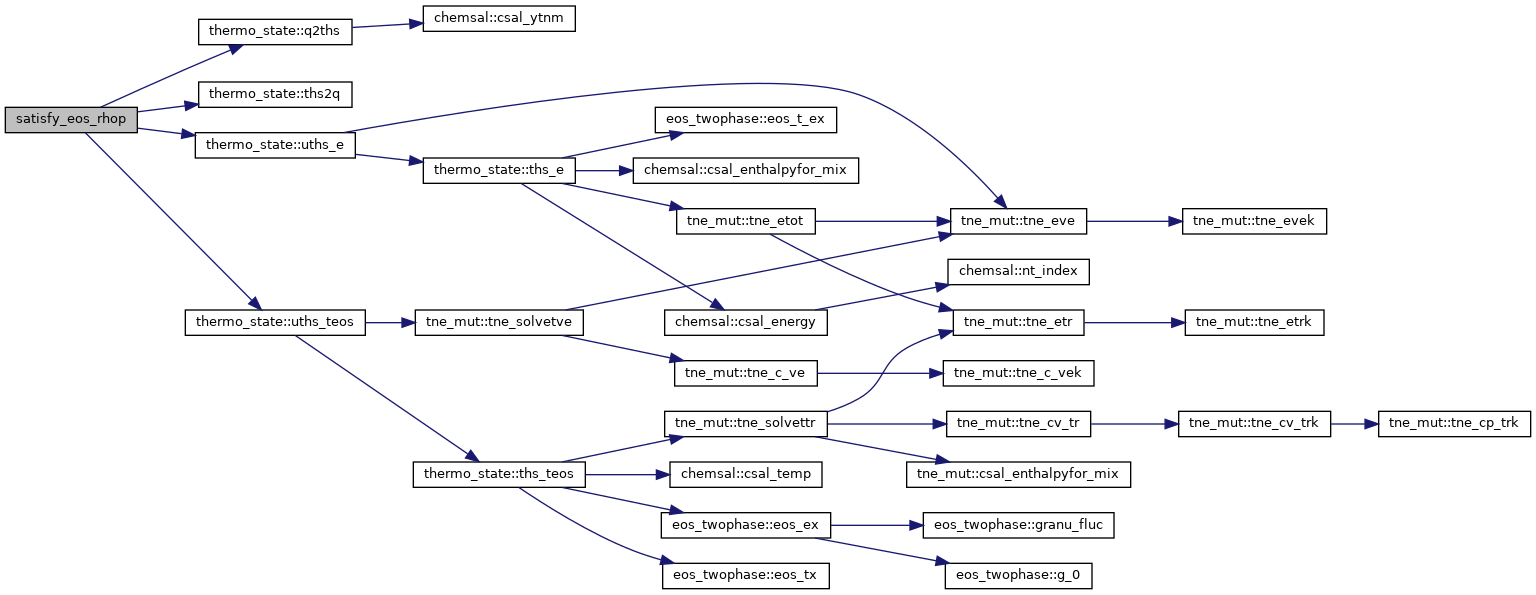 chemsal::csal_ytnm
thermo_state::q2ths
thermo_state::ths2q
satisfy_eos_rhop
eos_twophase::eos_t_ex
thermo_state::uths_e
thermo_state::ths_e
chemsal::csal_enthalpyfor_mix
tne_mut::tne_etot
tne_mut::tne_eve
tne_mut::tne_evek
chemsal::nt_index
thermo_state::uths_teos
tne_mut::tne_solvetve
chemsal::csal_energy
tne_mut::tne_etr
tne_mut::tne_etrk
tne_mut::tne_c_ve
tne_mut::tne_c_vek
tne_mut::tne_solvettr
tne_mut::tne_cv_tr
tne_mut::tne_cv_trk
tne_mut::tne_cp_trk
thermo_state::ths_teos
chemsal::csal_temp
tne_mut::csal_enthalpyfor_mix
eos_twophase::eos_ex
eos_twophase::granu_fluc
eos_twophase::eos_tx
eos_twophase::g_0